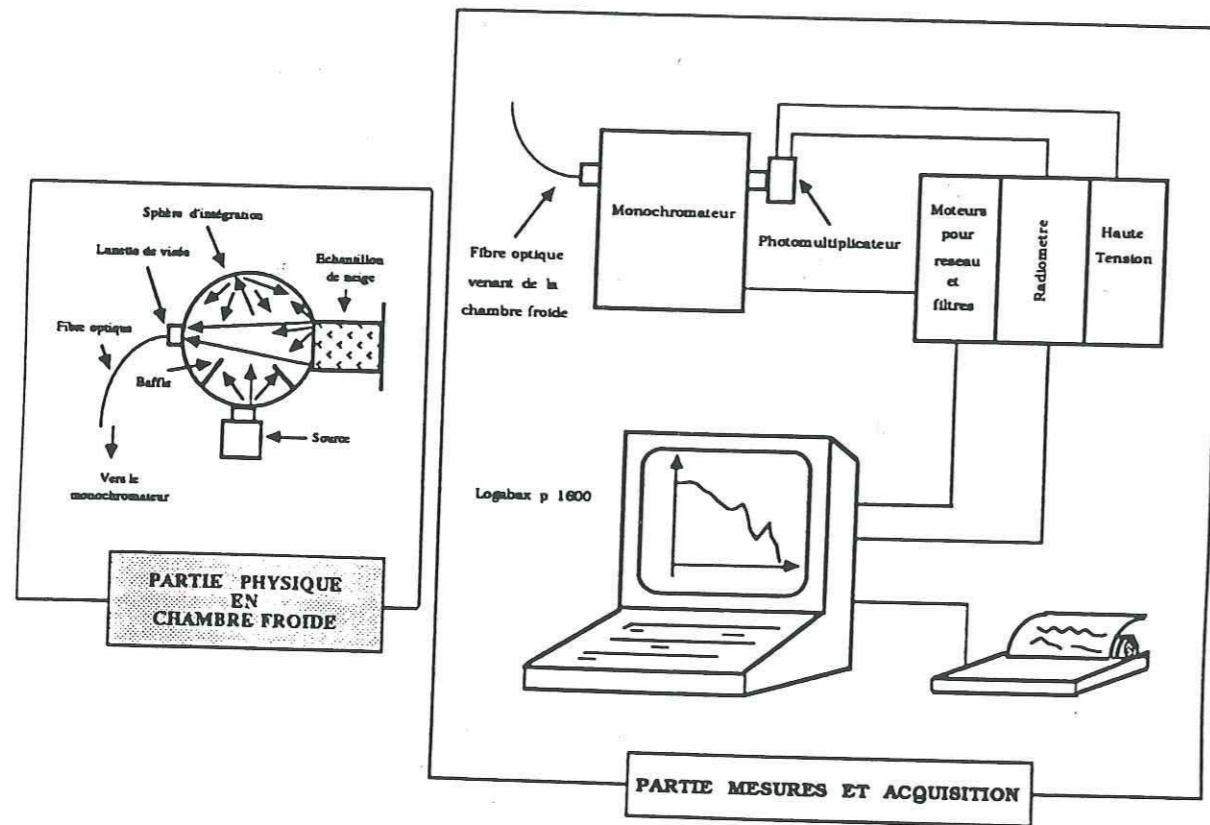 Sphère d'intégration
Lunette de visée
Echantillon
de neige
Fibre optique
Baffle
Source
Vers le
monochromateur
PARTIE PHYSIQUE
EN
CHAMBRE FROIDE
Monochromateur
Photomultiplicateur
Fibre optique
venant de la
chambre froide
Moteurs
pour
reseau
et
filtres
Radiometre
Haute
Tension
Logabax p 1600
PARTIE MESURES ET ACQUISITION